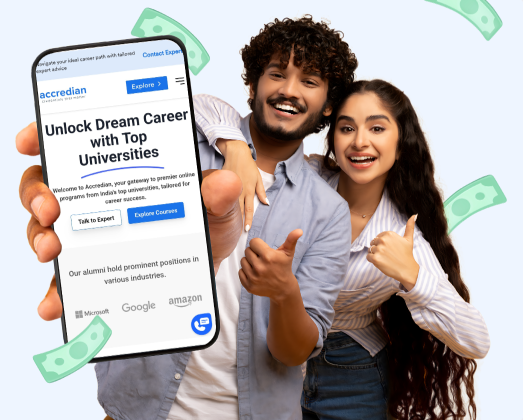 Navigate your ideal career path with tailored
expert advice
Contact Exper
accredian
Explore >
Unlock Dream Career
with Top
Universities
Welcome to Accredian, your gateway to premier online
programs from India's top universities, tailored for
career success.
Talk to Expert
Explore Courses
Our alumni hold prominent positions in
various industries.
Microsoft
Google
amazon